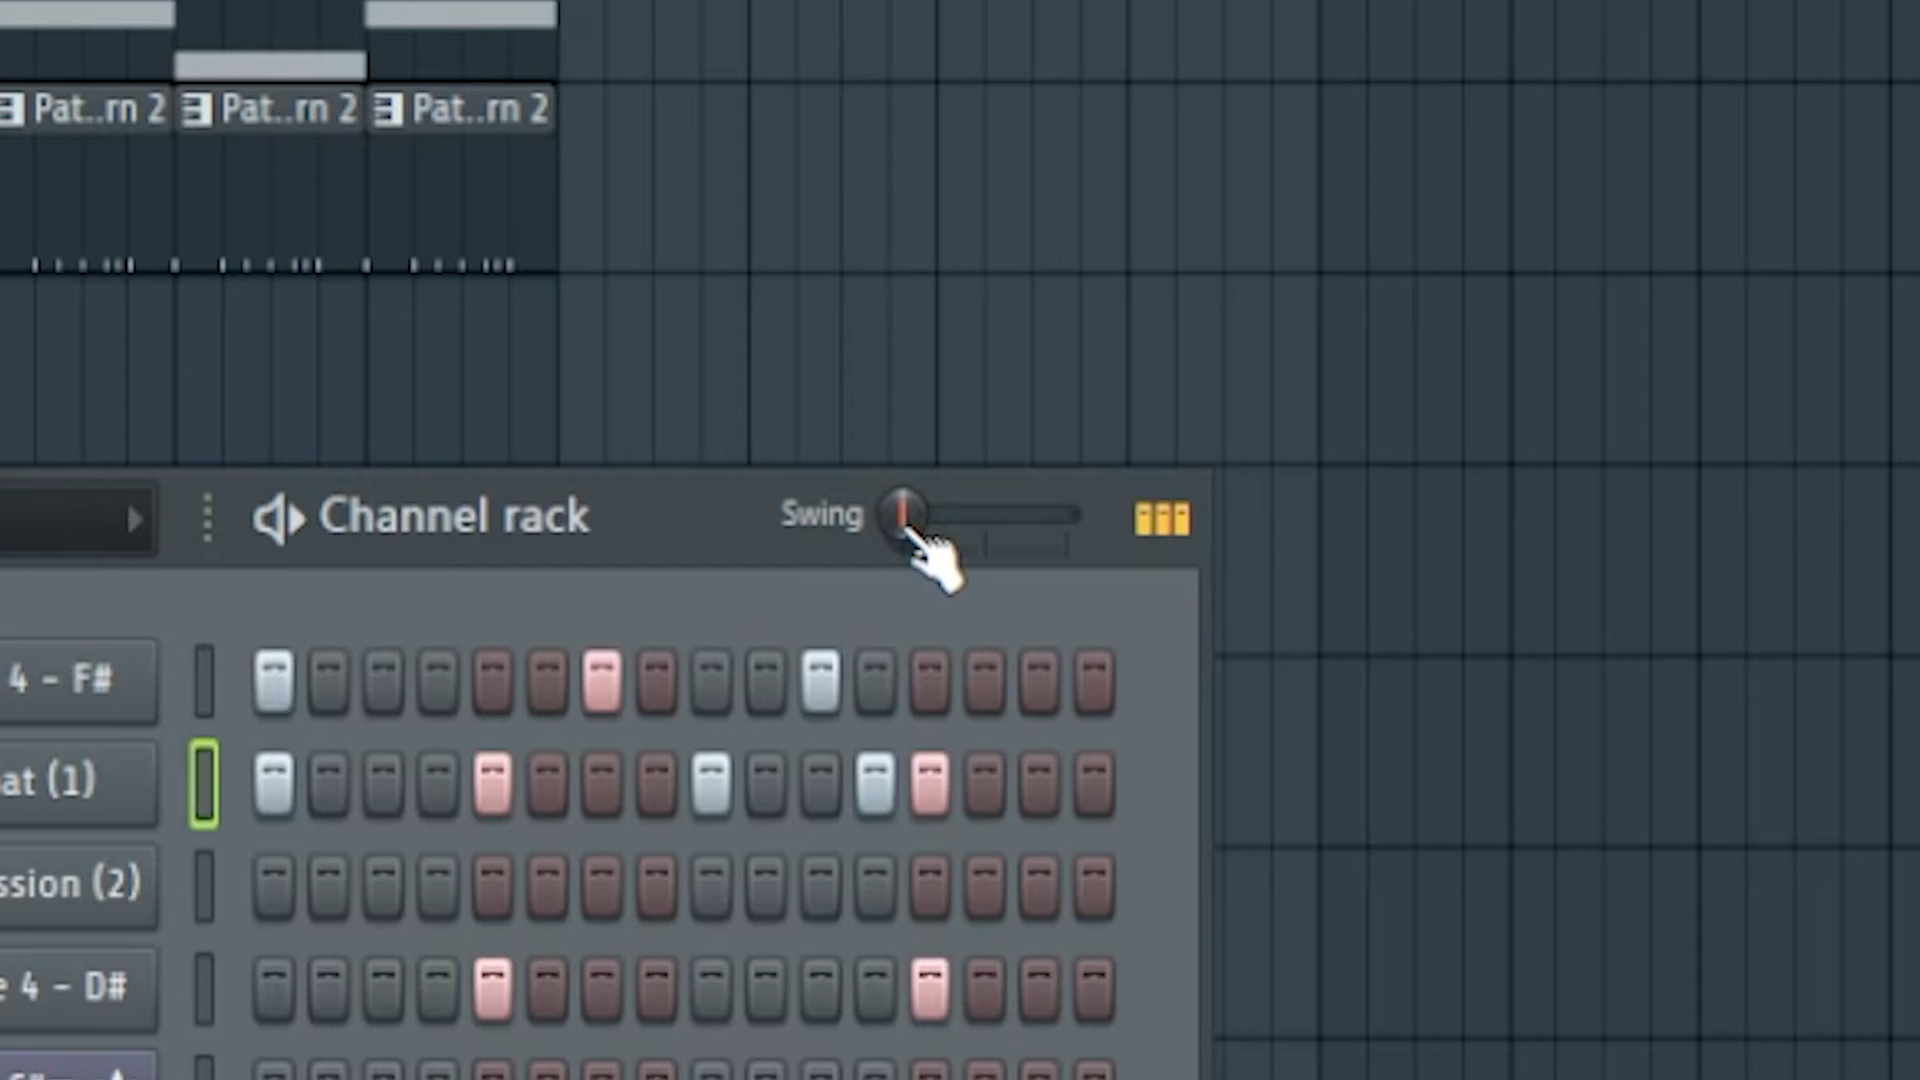 Pat..rn 2 Pat..rn 2 Pat..rn 2
Channel rack Swing
4 - F#
at (1)
ssion (2)
e 4 - D#